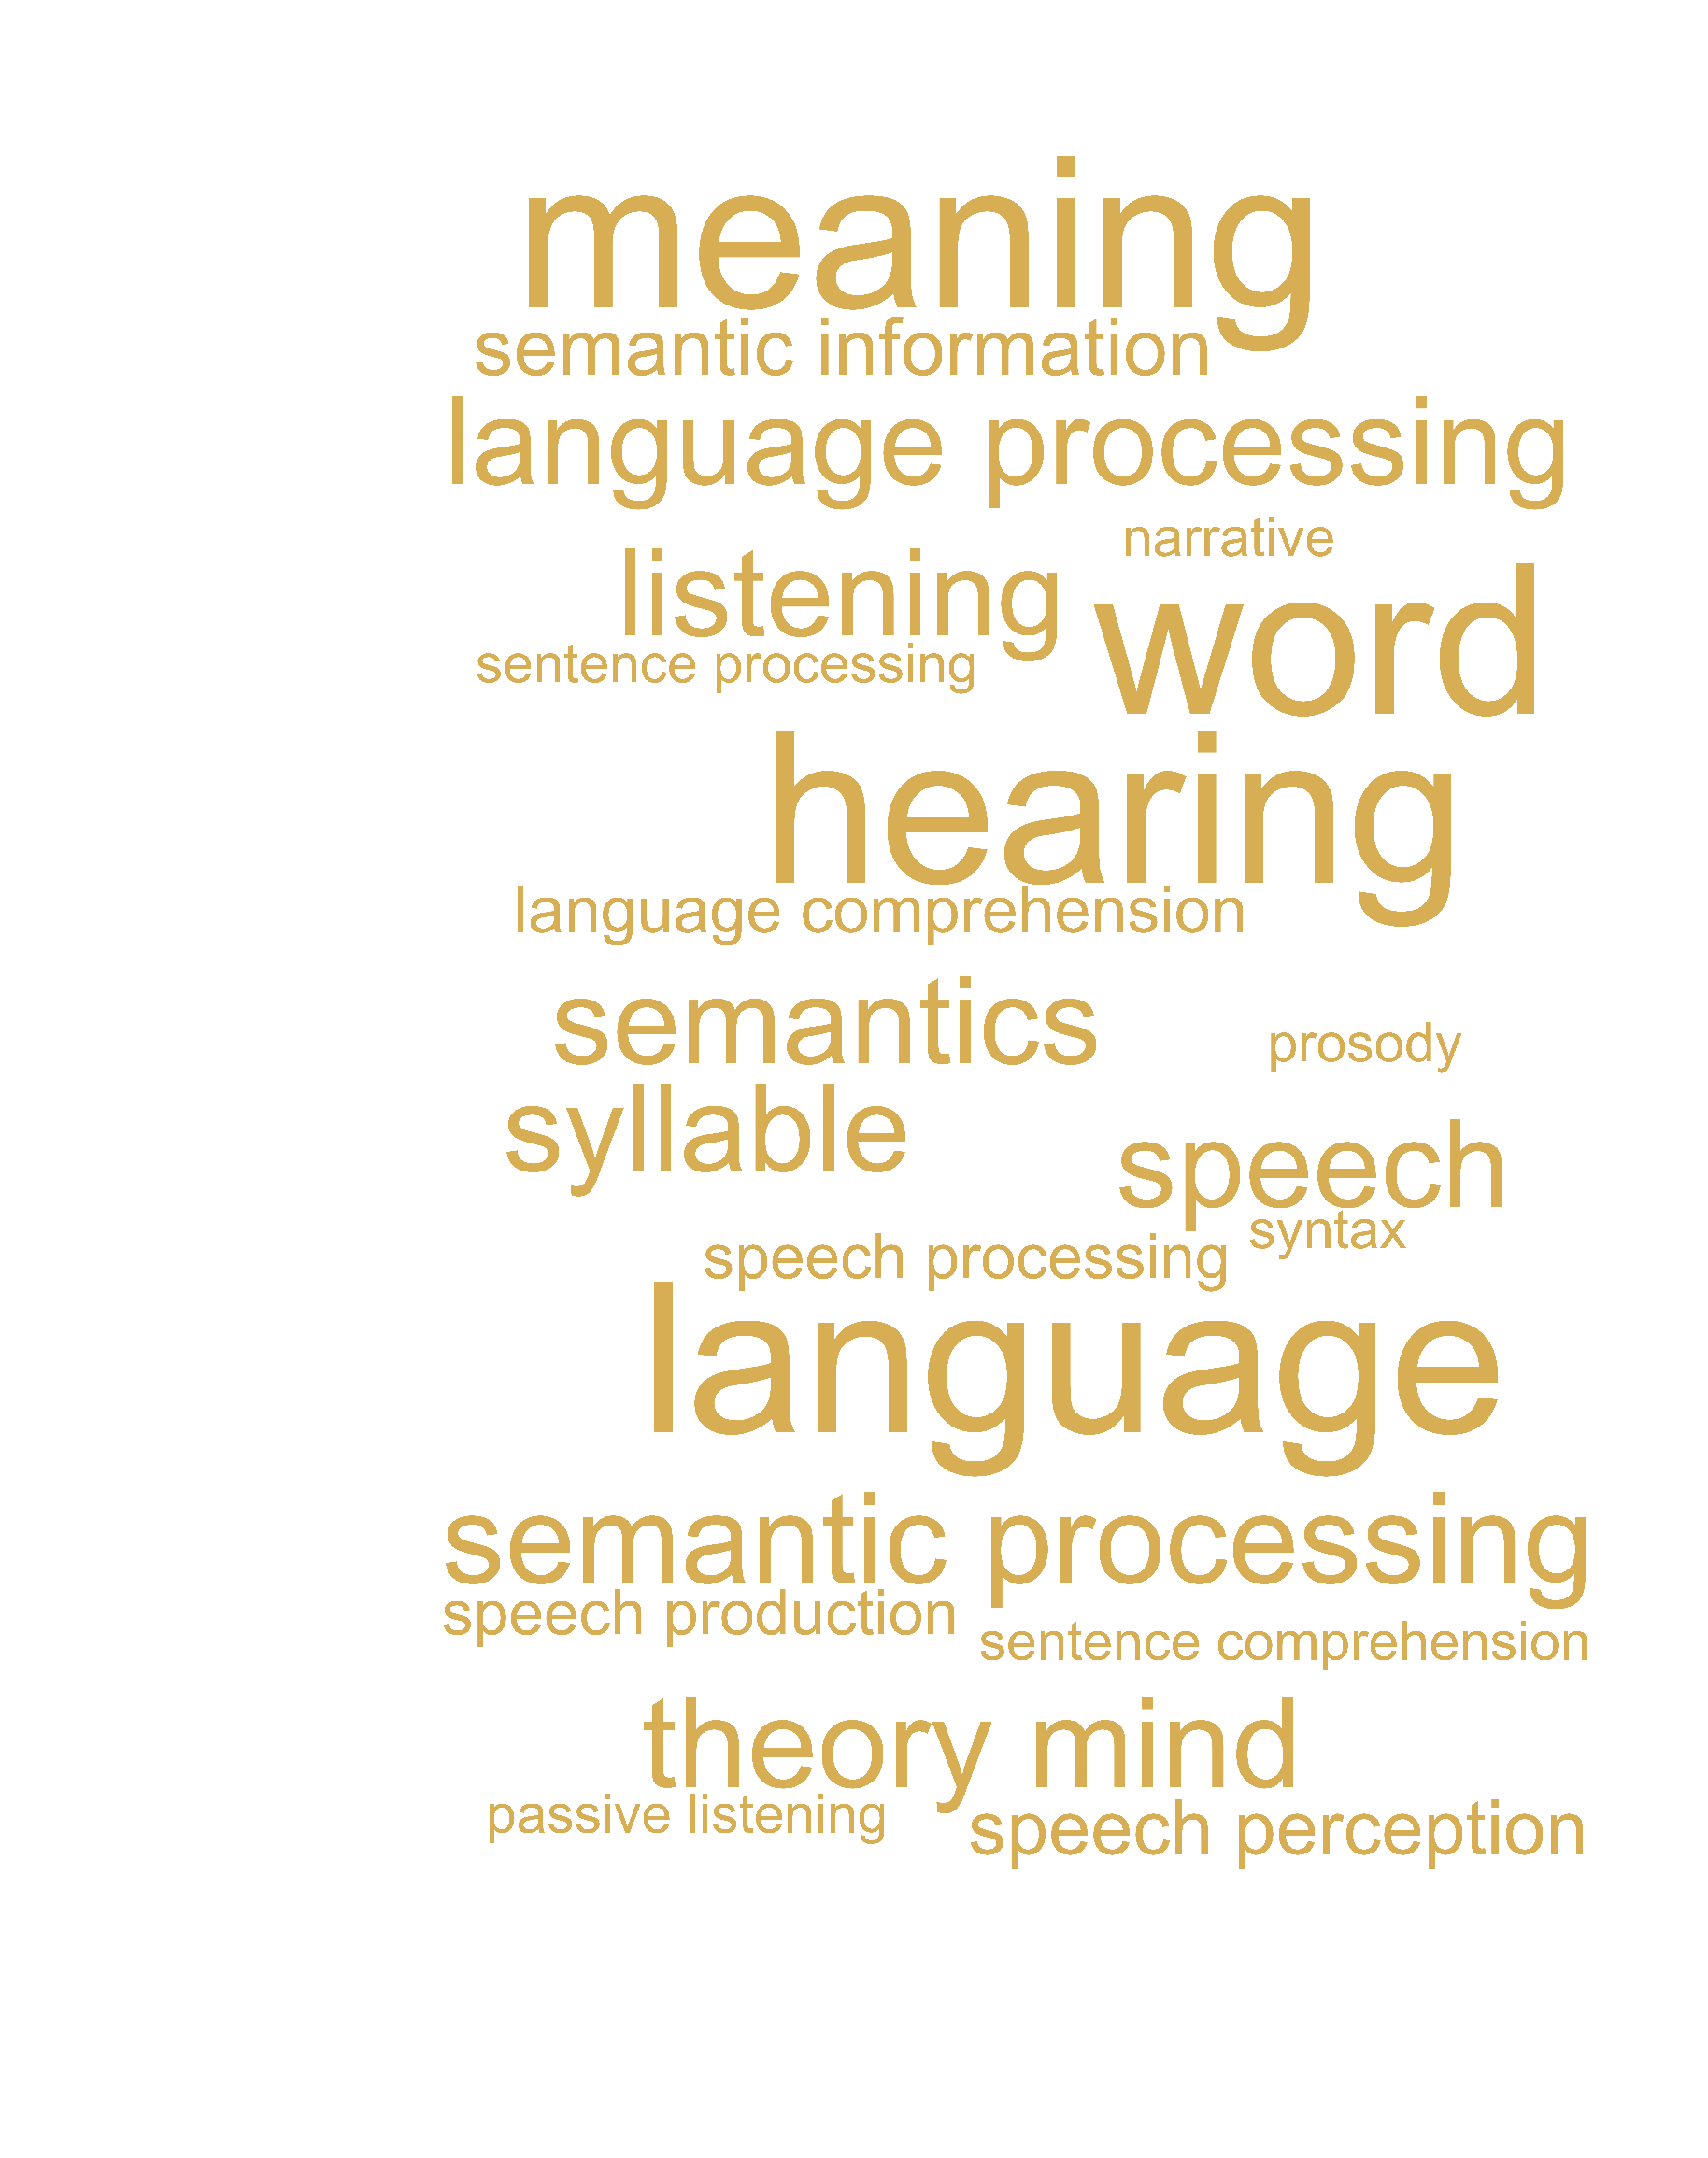 meaning
semantic information
language processing
narrative
listening
word
sentence processing
hearing
language comprehension
semantics
prosody
syllable
speech
syntax
speech processing
language
semantic processing
speech production
sentence comprehension
theory mind
passive listening
speech perception